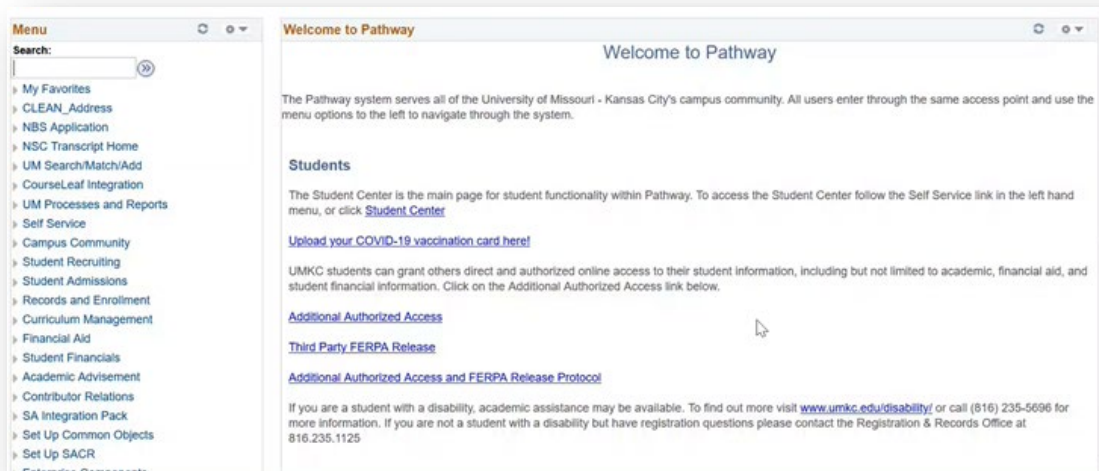 Menu
Search:
My Favorites
CLEAN_Address
NBS Application
NSC Transcript Home
UM Search/Match/Add
CourseLeaf Integration
UM Processes and Reports
Self Service
Campus Community
Student Recruiting
Student Admissions
Records and Enrollment
Curriculum Management
Financial Aid
Student Financials
Academic Advisement
Contributor Relations
SA Integration Pack
Set Up Common Objects
Set Up SACR
Enterprise Components
Welcome to Pathway
Welcome to Pathway
The Pathway system serves all of the University of Missouri - Kansas City's campus community. All users enter through the same access point and use the
menu options to the left to navigate through the system.
Students
The Student Center is the main page for student functionality within Pathway. To access the Student Center follow the Self Service link in the left hand
menu, or click Student Center
Upload your COVID-19 vaccination card here!
UMKC students can grant others direct and authorized online access to their student information, including but not limited to academic, financial aid, and
student financial information. Click on the Additional Authorized Access link below.
Additional Authorized Access
Third Party FERPA Release
Additional Authorized Access and FERPA Release Protocol
If you are a student with a disability, academic assistance may be available. To find out more visit www.umkc.edu/disability/ or call (816) 235-5696 for
more information. If you are not a student with a disability but have registration questions please contact the Registration & Records Office at
816.235.1125